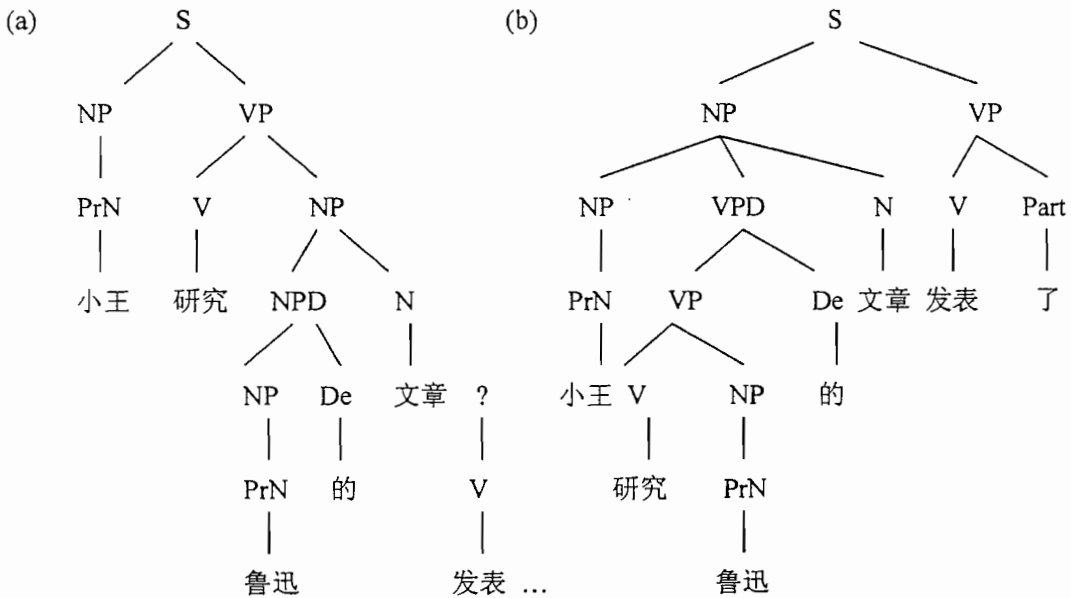 (a) S (b) S
NP VP NP VP
PrN V NP NP VPD N V Part
小王 研究 NPD N PrN VP De 文章 发表 了
NP De 文章 ? 小王 V NP 的
PrN 的 V 研究 PrN
鲁迅 发表 ... 鲁迅